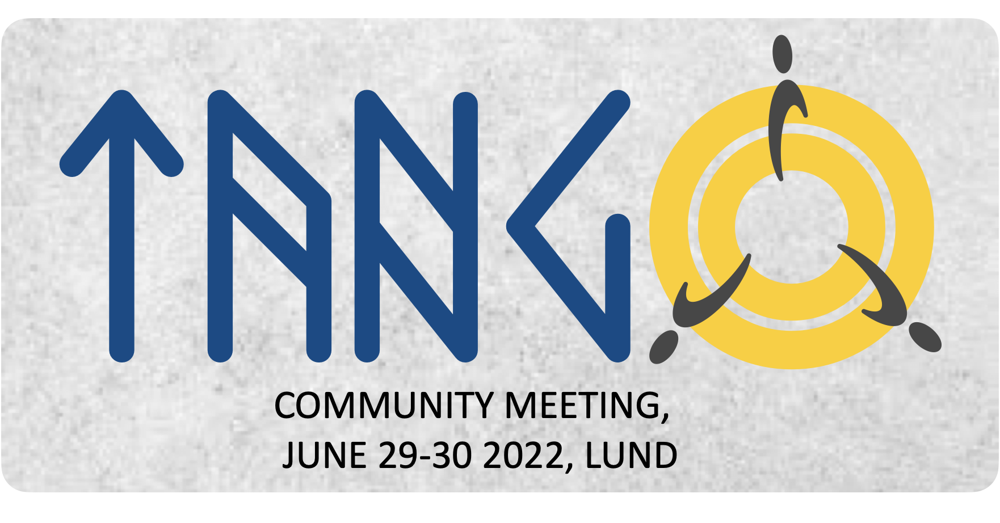 TANGO
COMMUNITY MEETING,
JUNE 29-30 2022, LUND